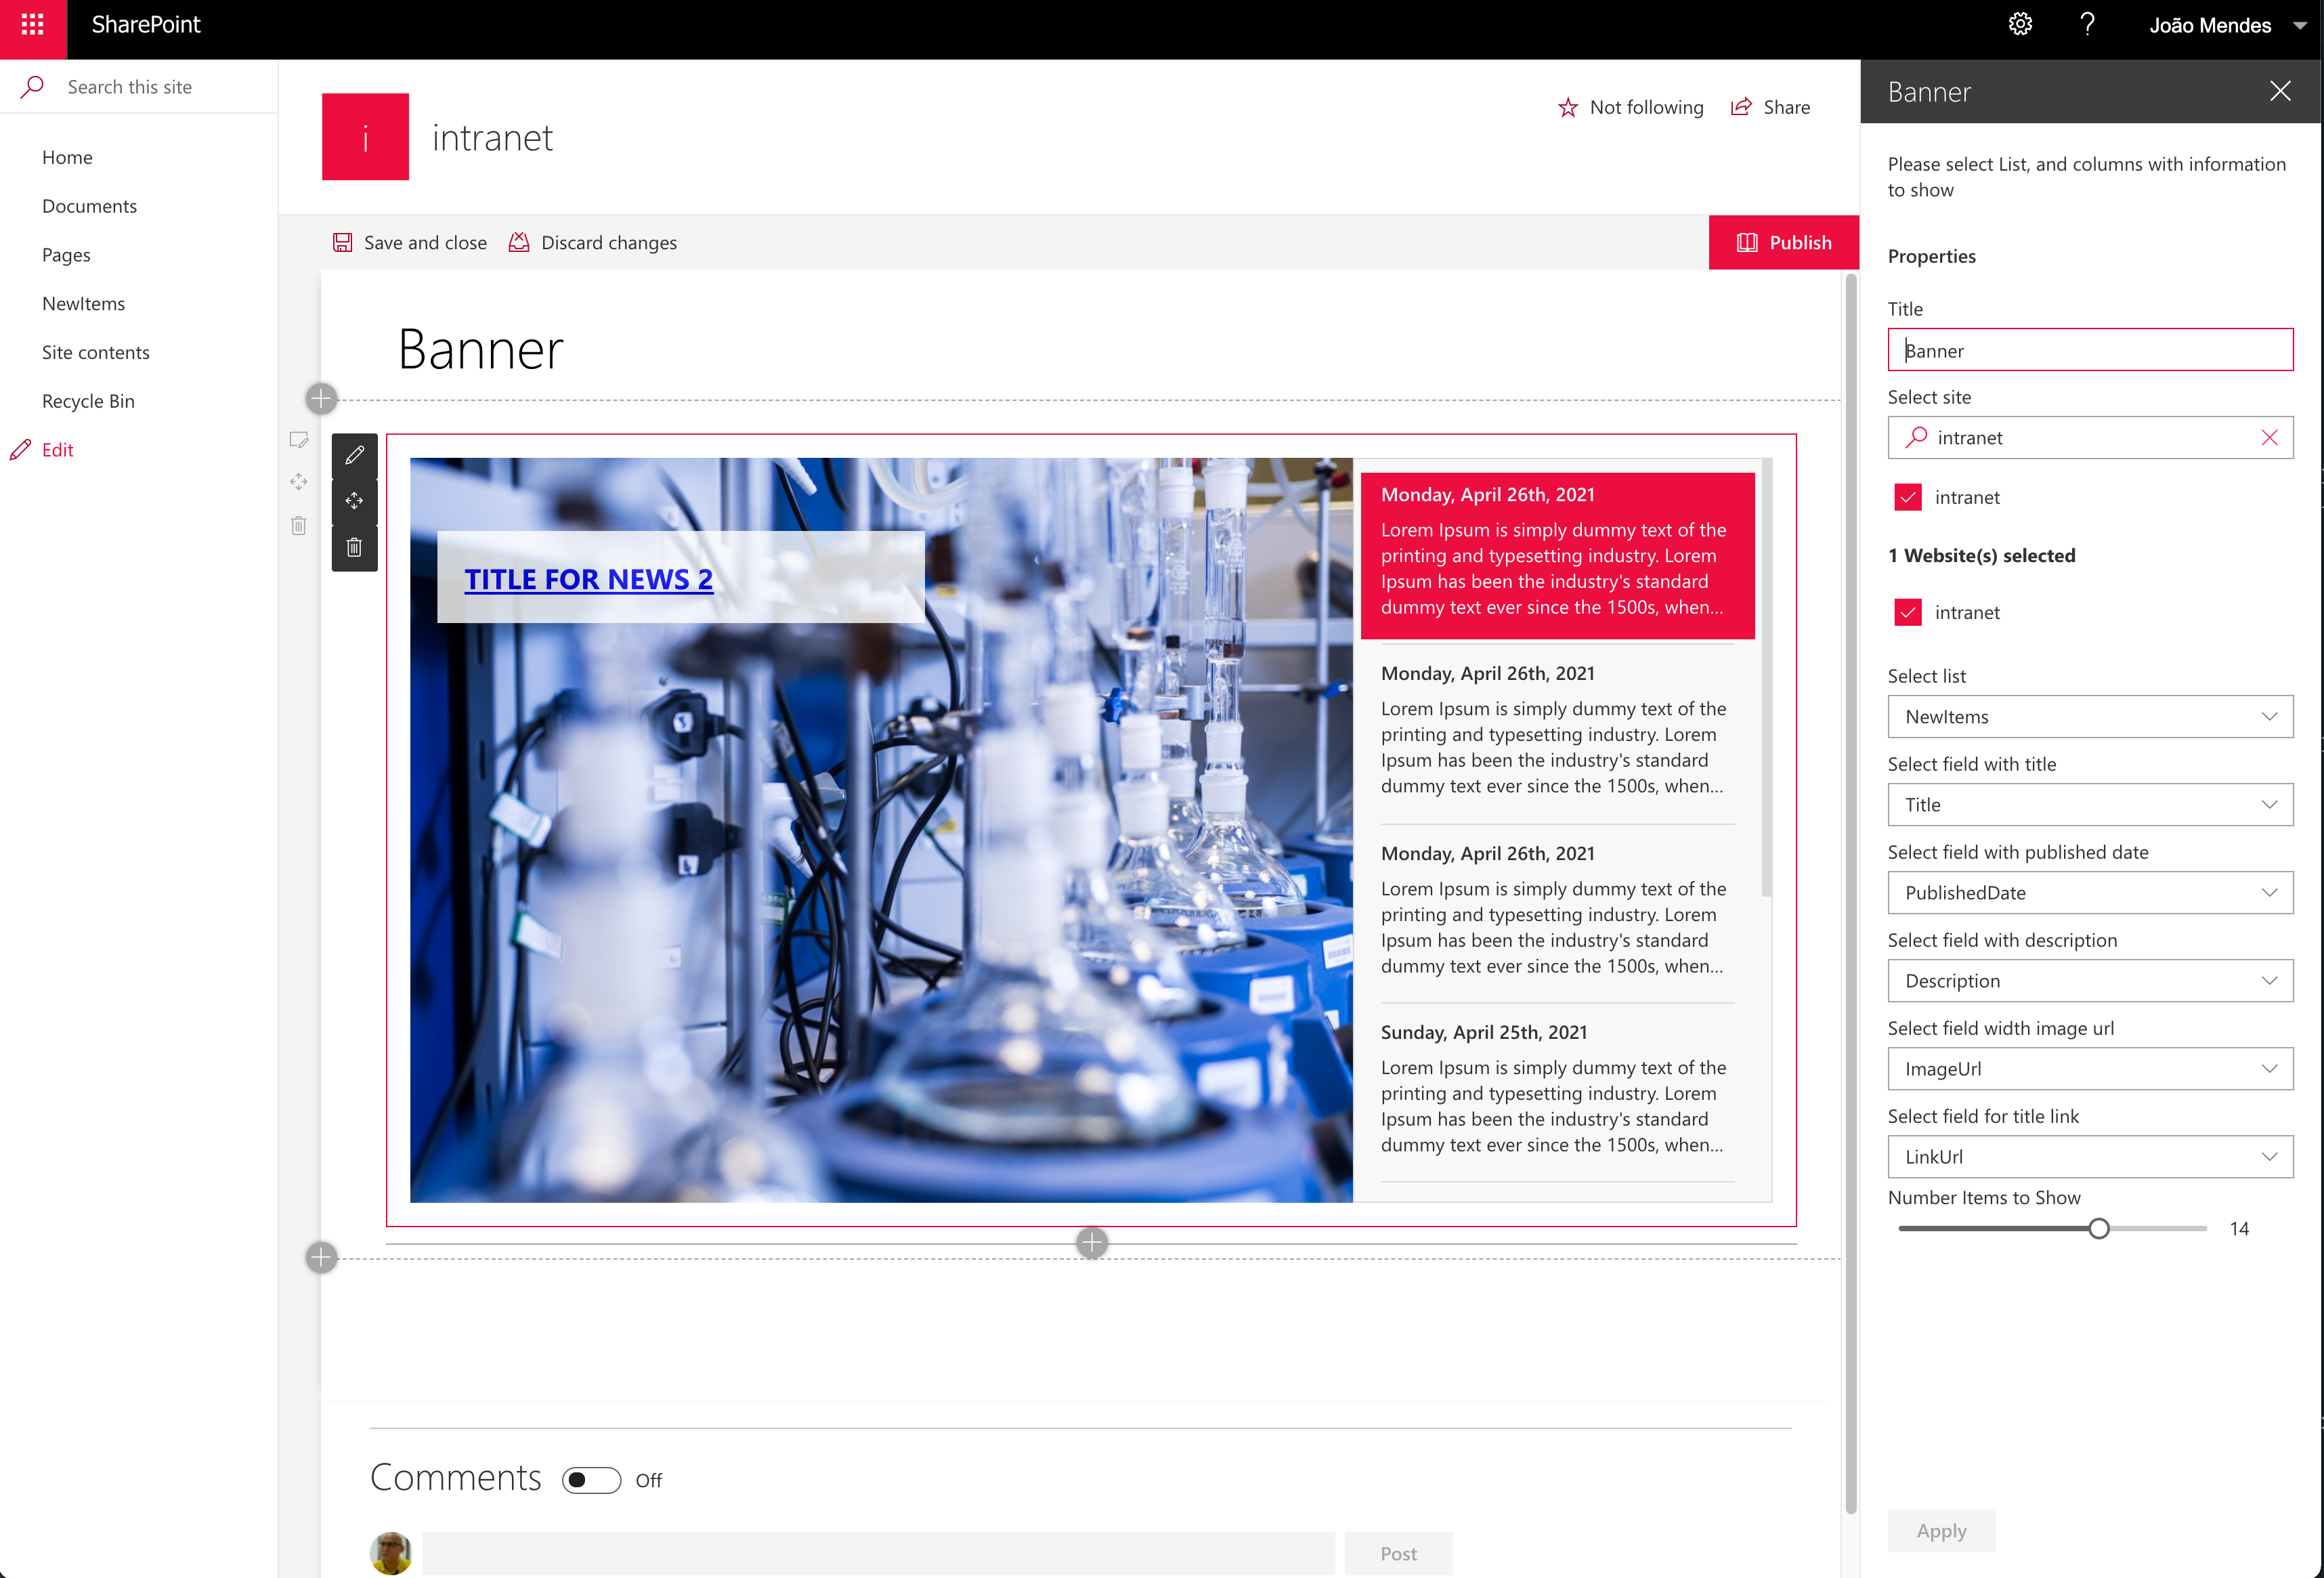 SharePoint
João Mendes
Search this site
Home
Documents
Pages
NewItems
Site contents
Recycle Bin
Edit
i
intranet
Not following
Share
Save and close
Discard changes
Publish
Banner
TITLE FOR NEWS 2
Monday, April 26th, 2021
Lorem Ipsum is simply dummy text of the
printing and typesetting industry. Lorem
Ipsum has been the industry's standard
dummy text ever since the 1500s, when...
Monday, April 26th, 2021
Lorem Ipsum is simply dummy text of the
printing and typesetting industry. Lorem
Ipsum has been the industry's standard
dummy text ever since the 1500s, when...
Monday, April 26th, 2021
Lorem Ipsum is simply dummy text of the
printing and typesetting industry. Lorem
Ipsum has been the industry's standard
dummy text ever since the 1500s, when...
Sunday, April 25th, 2021
Lorem Ipsum is simply dummy text of the
printing and typesetting industry. Lorem
Ipsum has been the industry's standard
dummy text ever since the 1500s, when...
Comments
Off
Post
Banner
Please select List, and columns with information
to show
Properties
Title
Banner
Select site
intranet
intranet
1 Website(s) selected
intranet
Select list
NewItems
Select field with title
Title
Select field with published date
PublishedDate
Select field with description
Description
Select field width image url
ImageUrl
Select field for title link
LinkUrl
Number Items to Show
14
Apply